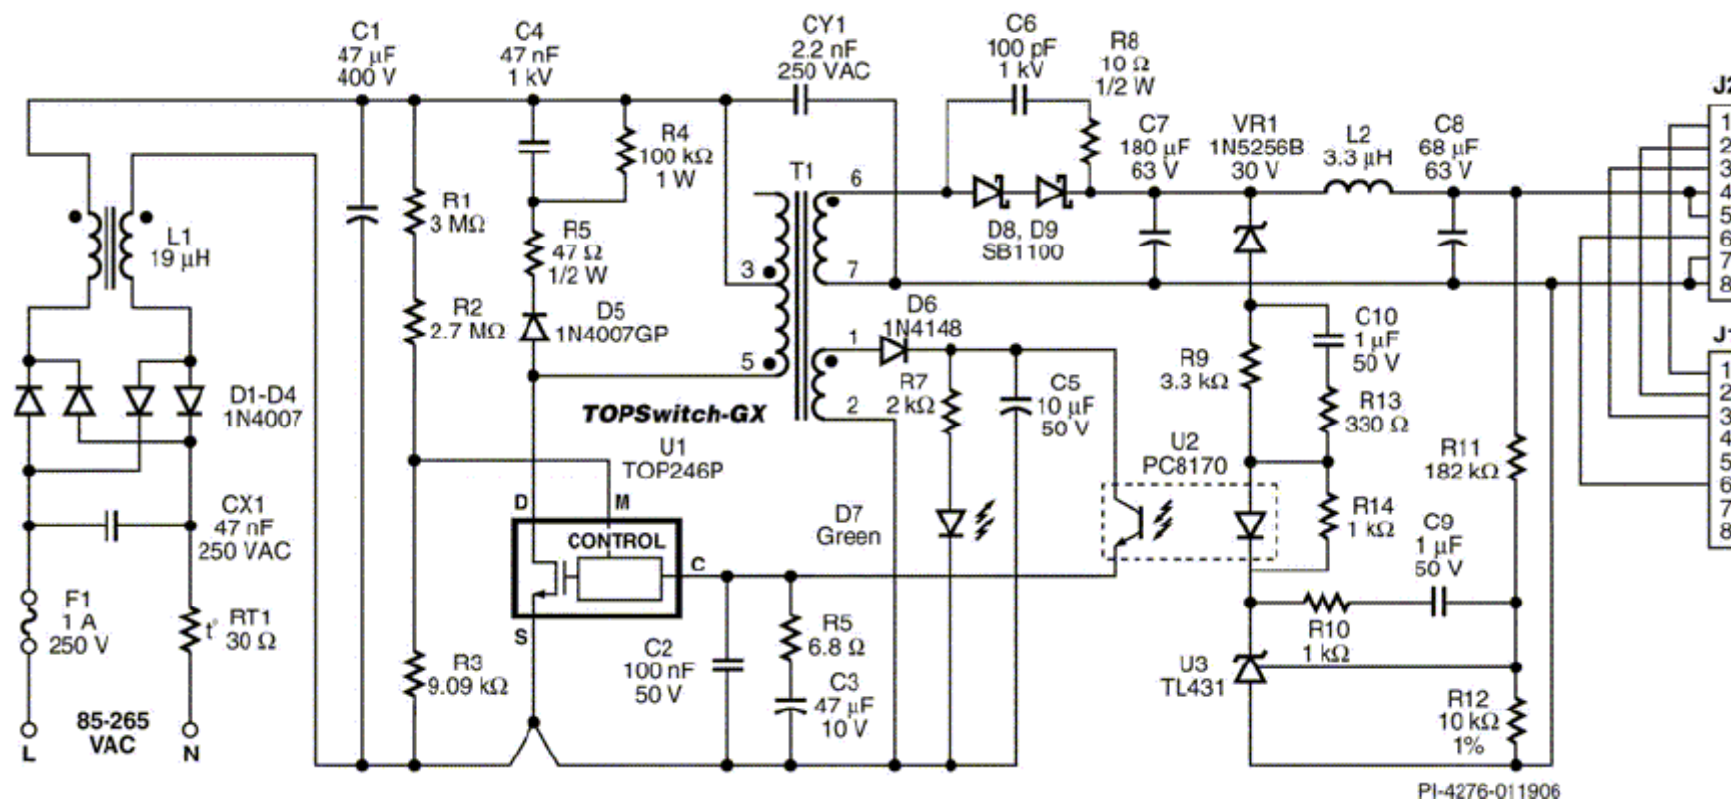 C1
47 µF
400 V
C4
47 nF
1 kV
CY1
2.2 nF
250 VAC
C6
100 pF
1 kV
R8
10 Ω
1/2 W
C7
180 µF
63 V
VR1
1N5256B
30 V
L2
3.3 µH
C8
68 µF
63 V
J2
1
2
3
4
5
6
7
8
R4
100 kΩ
1 W
T1
6
7
3
5
1
2
D8, D9
SB1100
L1
19 µH
R1
3 MΩ
R5
47 Ω
1/2 W
R2
2.7 MΩ
D5
1N4007GP
D6
1N4148
C10
1 µF
50 V
R9
3.3 kΩ
J1
1
2
3
4
5
6
7
8
D1-D4
1N4007
TOPSwitch-GX
U1
TOP246P
R7
2 kΩ
C5
10 µF
50 V
R13
330 Ω
U2
PC8170
R11
182 kΩ
CX1
47 nF
250 VAC
D
M
CONTROL
C
S
D7
Green
R14
1 kΩ
C9
1 µF
50 V
F1
1 A
250 V
t°
RT1
30 Ω
R3
9.09 kΩ
C2
100 nF
50 V
R5
6.8 Ω
C3
47 µF
10 V
R10
1 kΩ
U3
TL431
R12
10 kΩ
1%
85-265
VAC
L
N
PI-4276-011906